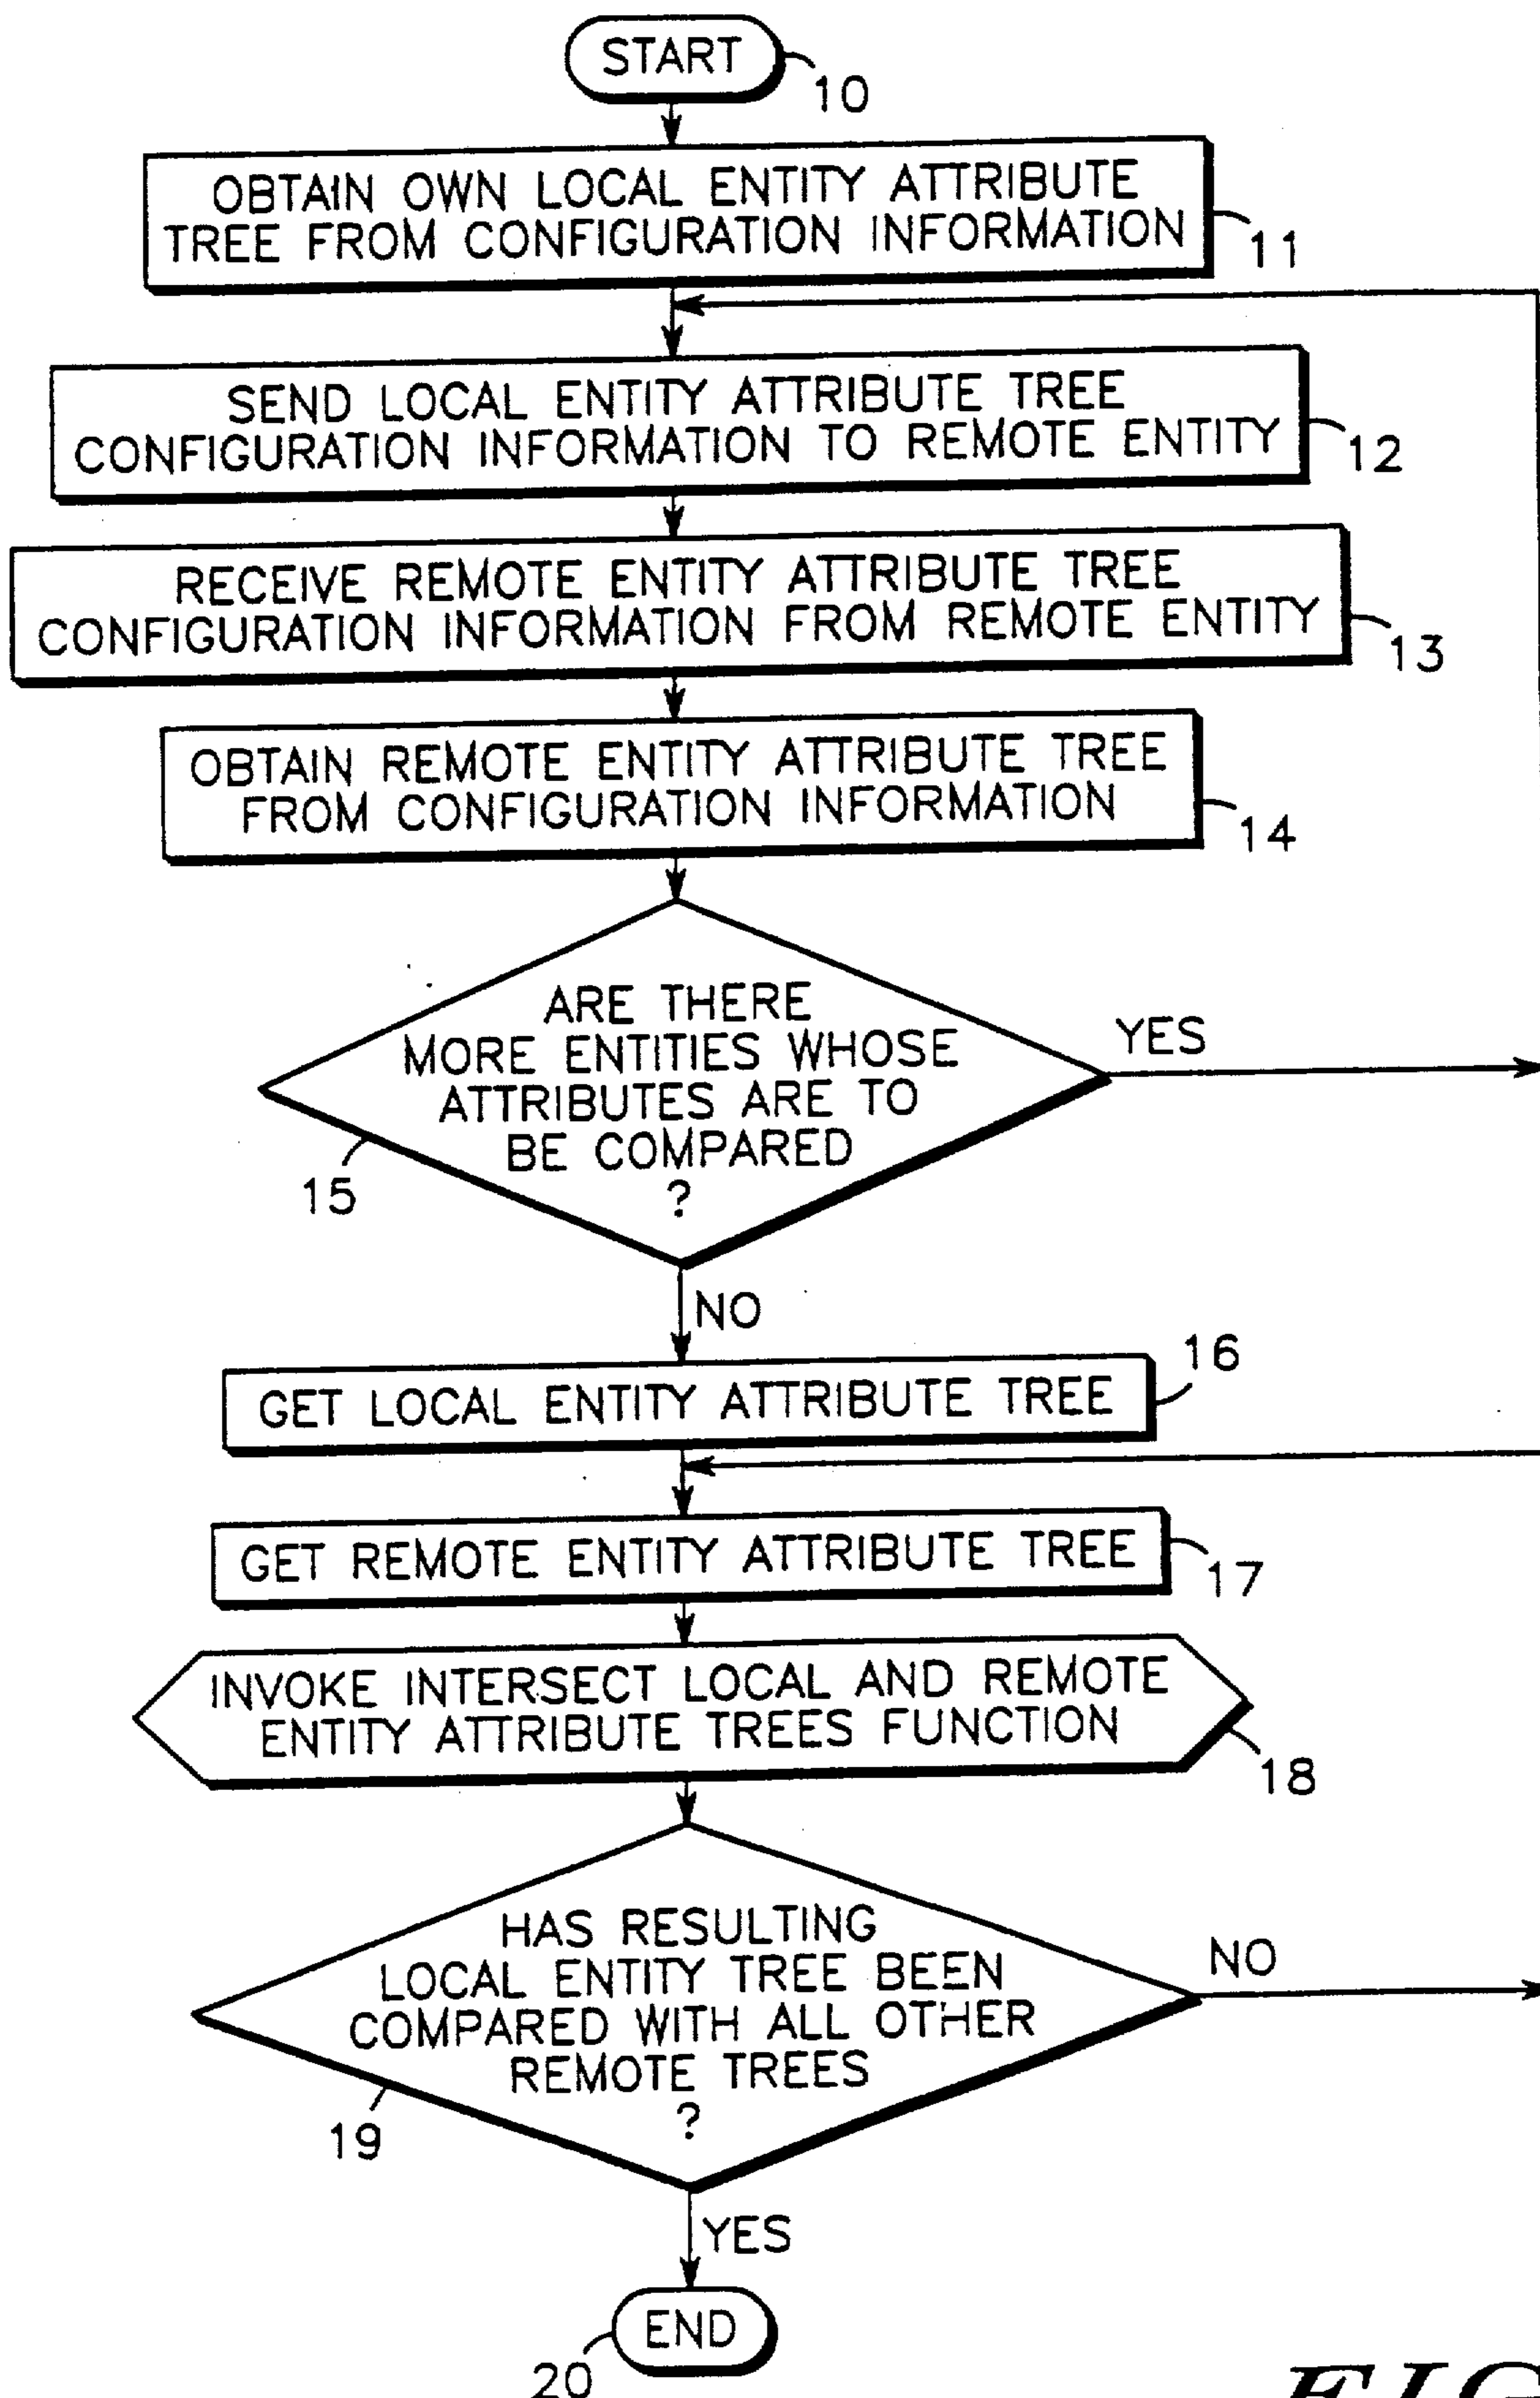 START
10
OBTAIN OWN LOCAL ENTITY ATTRIBUTE
TREE FROM CONFIGURATION INFORMATION
11
SEND LOCAL ENTITY ATTRIBUTE TREE
CONFIGURATION INFORMATION TO REMOTE ENTITY
12
RECEIVE REMOTE ENTITY ATTRIBUTE TREE
CONFIGURATION INFORMATION FROM REMOTE ENTITY
13
OBTAIN REMOTE ENTITY ATTRIBUTE TREE
FROM CONFIGURATION INFORMATION
14
ARE THERE
MORE ENTITIES WHOSE
ATTRIBUTES ARE TO
BE COMPARED
?
YES
15
NO
16
GET LOCAL ENTITY ATTRIBUTE TREE
GET REMOTE ENTITY ATTRIBUTE TREE
17
INVOKE INTERSECT LOCAL AND REMOTE
ENTITY ATTRIBUTE TREES FUNCTION
18
HAS RESULTING
LOCAL ENTITY TREE BEEN
COMPARED WITH ALL OTHER
REMOTE TREES
?
NO
19
YES
END
20